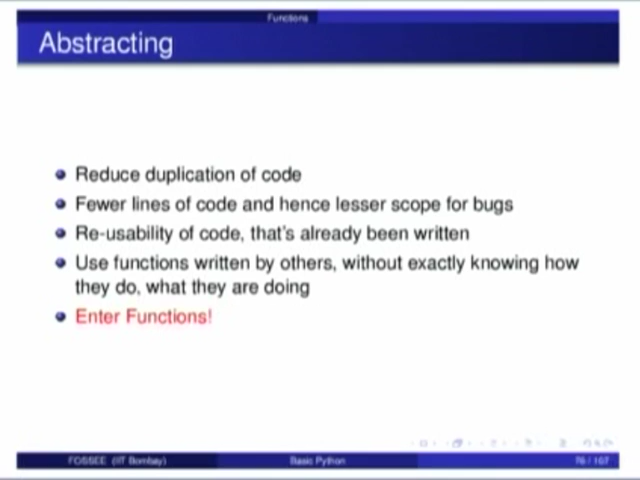 Functions
Abstracting
Reduce duplication of code
Fewer lines of code and hence lesser scope for bugs
Re-usability of code, that's already been written
Use functions written by others, without exactly knowing how
they do, what they are doing
Enter Functions!
FOSSEE (IIT Bombay) Basic Python 76 / 107